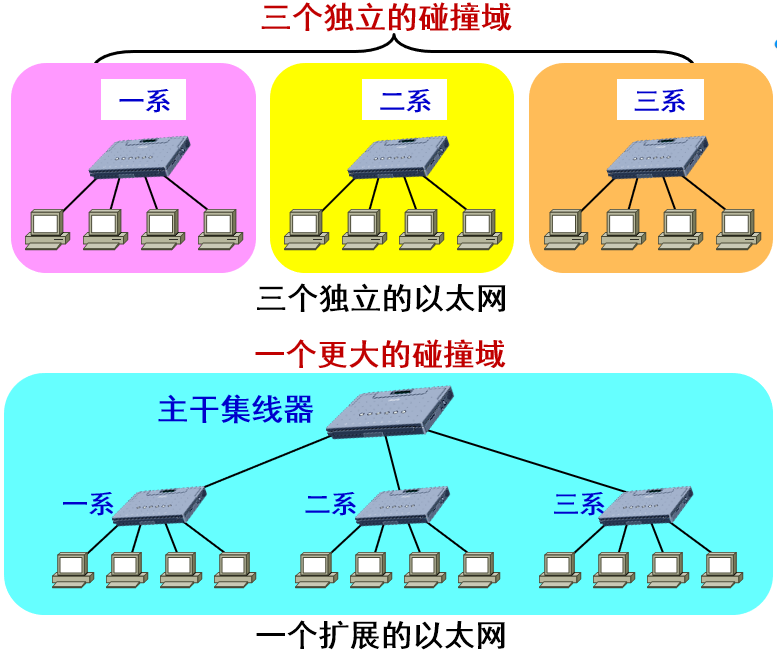 三个独立的碰撞域
一系
二系
三系
三个独立的以太网
一个更大的碰撞域
主干集线器
一系
二系
三系
一个扩展的以太网